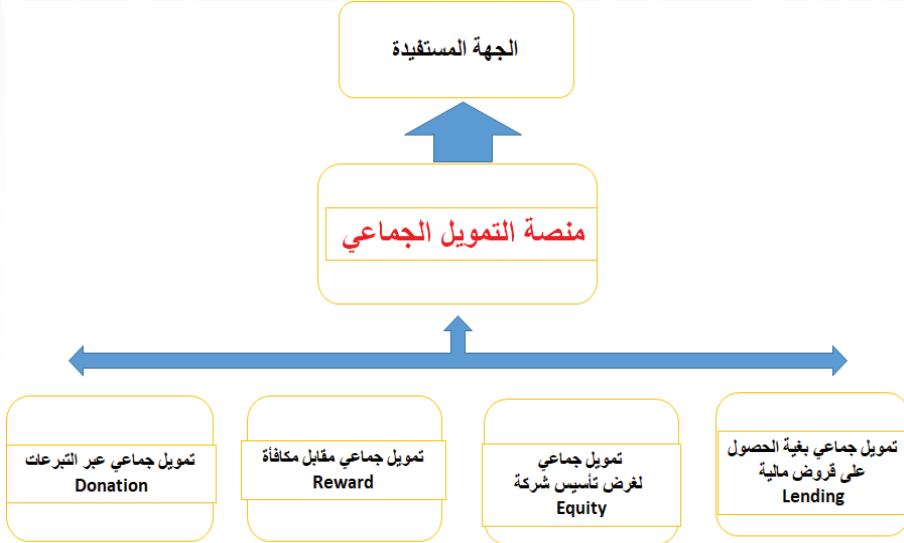 الجهة المستفيدة
منصة التمويل الجماعي
تمويل جماعي بغية الحصول
على قروض مالية
Lending
تمويل جماعي
لغرض تأسيس شركة
Equity
تمويل جماعي مقابل مكافأة
Reward
تمويل جماعي عبر التبرعات
Donation